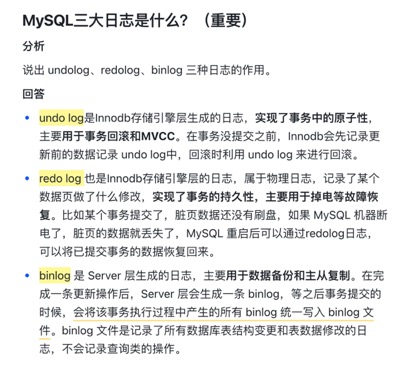 MySQL三大日志是什么？（重要）
分析
说出 undolog、redolog、binlog 三种日志的作用。
回答
• undo log是Innodb存储引擎层生成的日志，实现了事务中的原子性，
主要用于事务回滚和MVCC。在事务没提交之前，Innodb会先记录更
新前的数据记录 undo log中，回滚时利用 undo log 来进行回滚。
• redo log 也是Innodb存储引擎层的日志，属于物理日志，记录了某个
数据页做了什么修改，实现了事务的持久性，主要用于掉电等故障恢
复。比如某个事务提交了，脏页数据还没有刷盘，如果 MySQL 机器断
电了，脏页的数据就丢失了，MySQL 重启后可以通过redolog日志，
可以将已提交事务的数据恢复回来。
• binlog 是 Server 层生成的日志，主要用于数据备份和主从复制。在完
成一条更新操作后，Server 层会生成一条 binlog，等之后事务提交的
时候，会将该事务执行过程中产生的所有 binlog 统一写入 binlog 文
件。binlog 文件是记录了所有数据库表结构变更和表数据修改的日
志，不会记录查询类的操作。